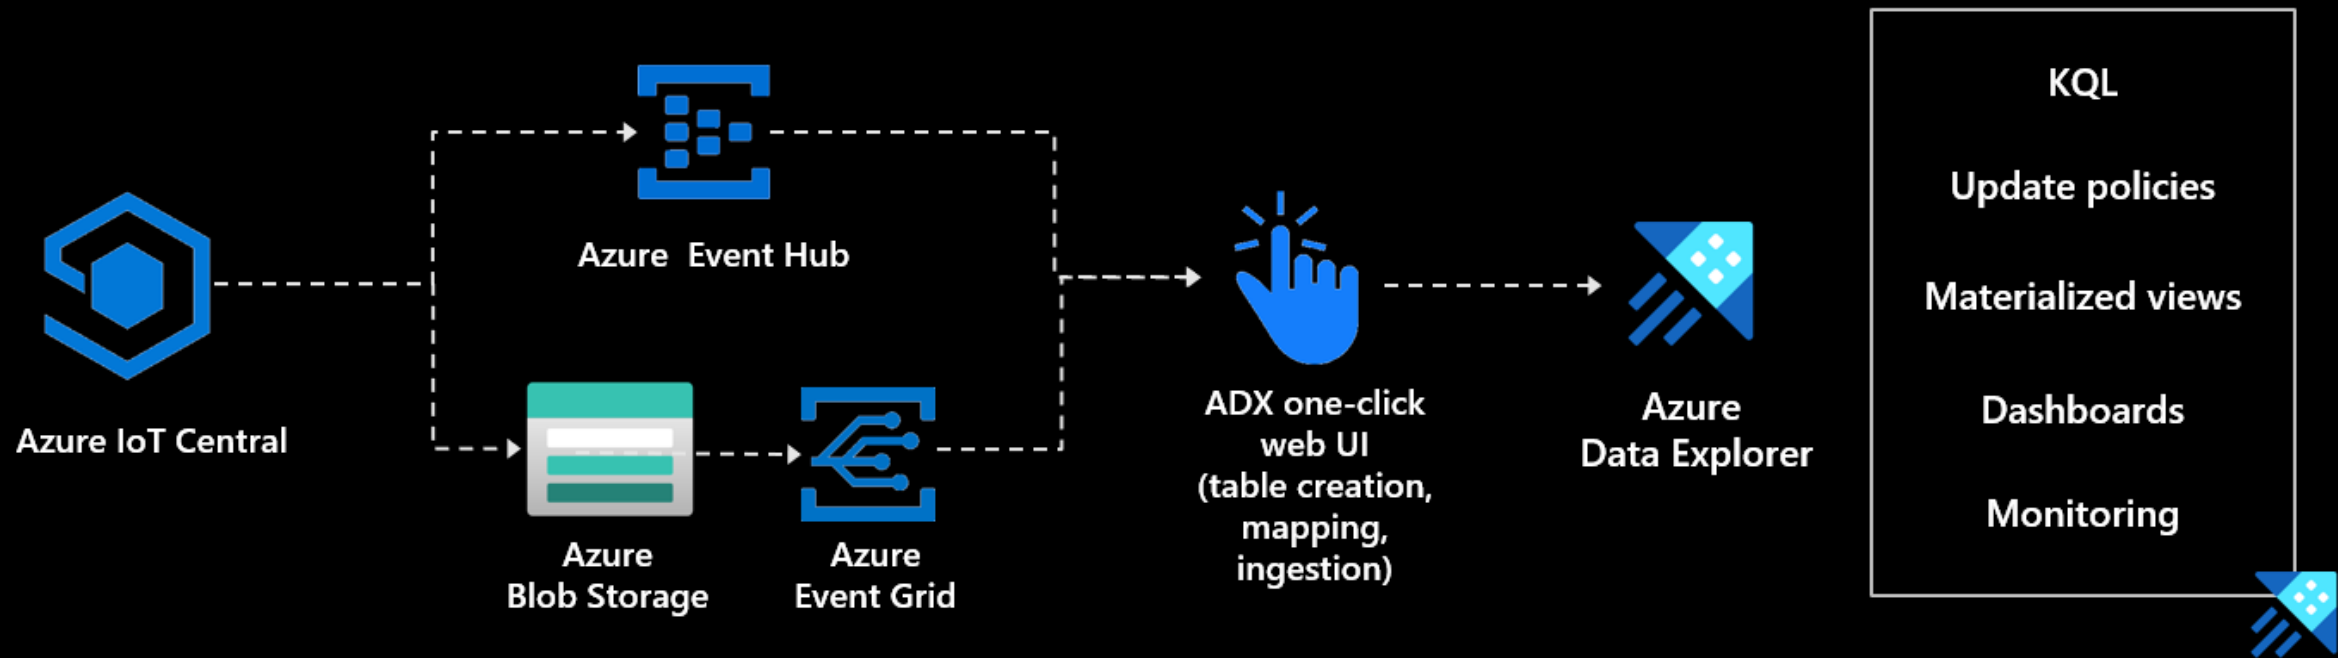 Azure IoT Central
Azure  Event Hub
Azure
Blob Storage
Azure
Event Grid
ADX one-click
web UI
(table creation,
mapping,
ingestion)
Azure
Data Explorer
KQL
Update policies
Materialized views
Dashboards
Monitoring